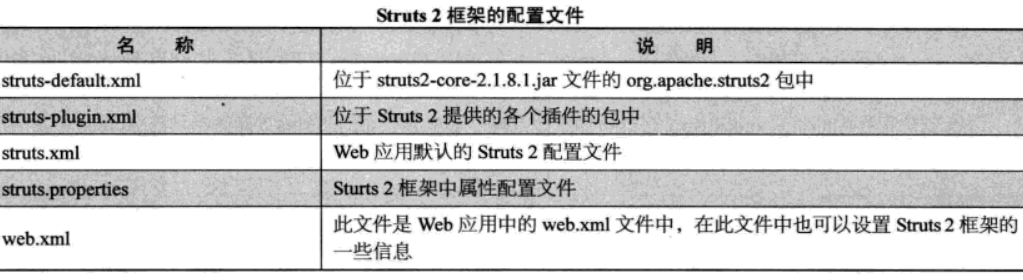 Struts 2 框架的配置文件
名 称 说 明
struts-default.xml 位于 struts2-core-2.1.8.1.jar 文件的 org.apache.struts2 包中
struts-plugin.xml 位于 Struts 2 提供的各个插件的包中
struts.xml Web 应用默认的 Struts 2 配置文件
struts.properties Sturts 2 框架中属性配置文件
web.xml 此文件是 Web 应用中的 web.xml 文件中，在此文件中也可以设置 Struts 2 框架的
一些信息